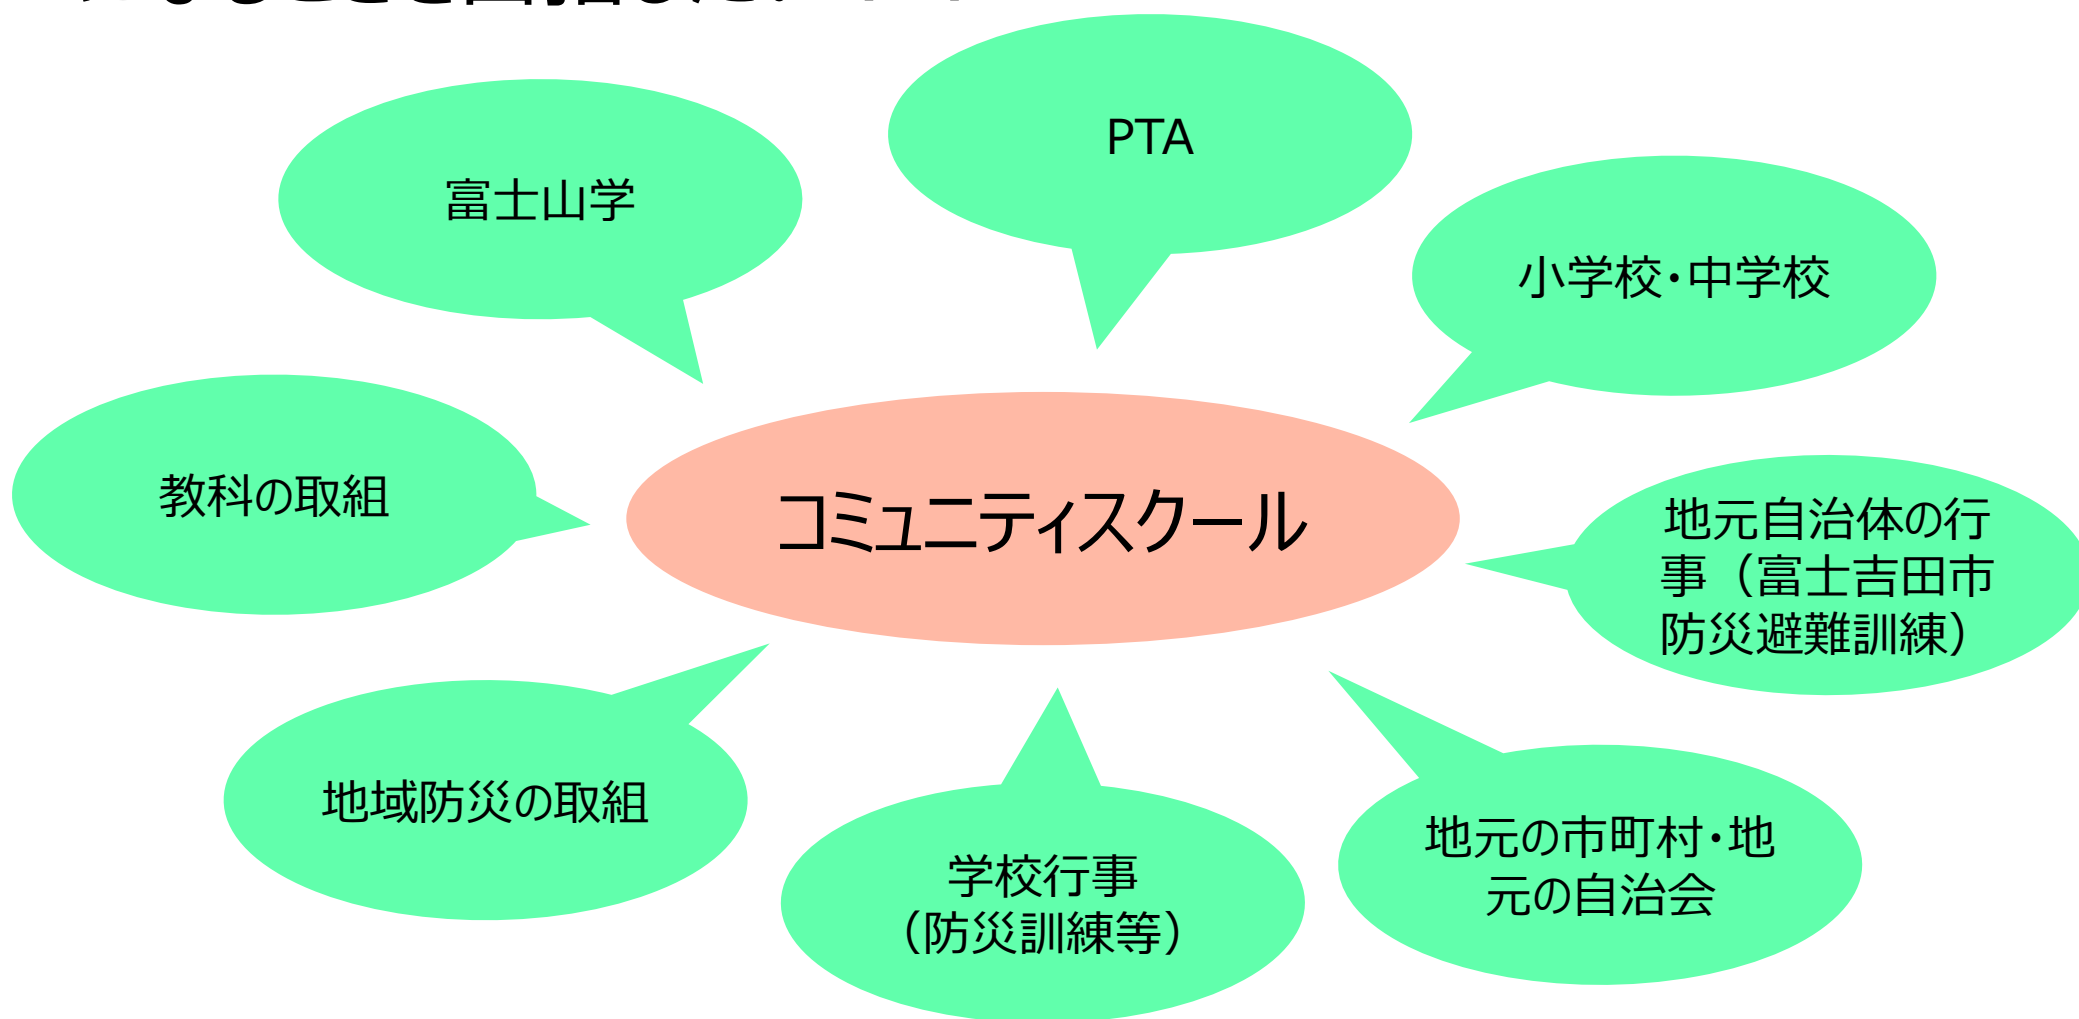 PTA
富士山学
小学校・中学校
教科の取組
コミュニティスクール
地元自治体の行
事（富士吉田市
防災避難訓練）
地域防災の取組
学校行事
（防災訓練等）
地元の市町村・地
元の自治会